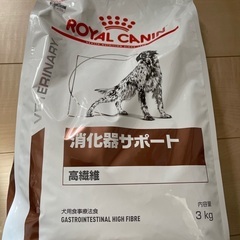 ROYAL CANIN
VETERINARY
消化器サポート
高繊維
犬用食事療法食
GASTROINTESTINAL HIGH FIBRE
内容量
3 kg